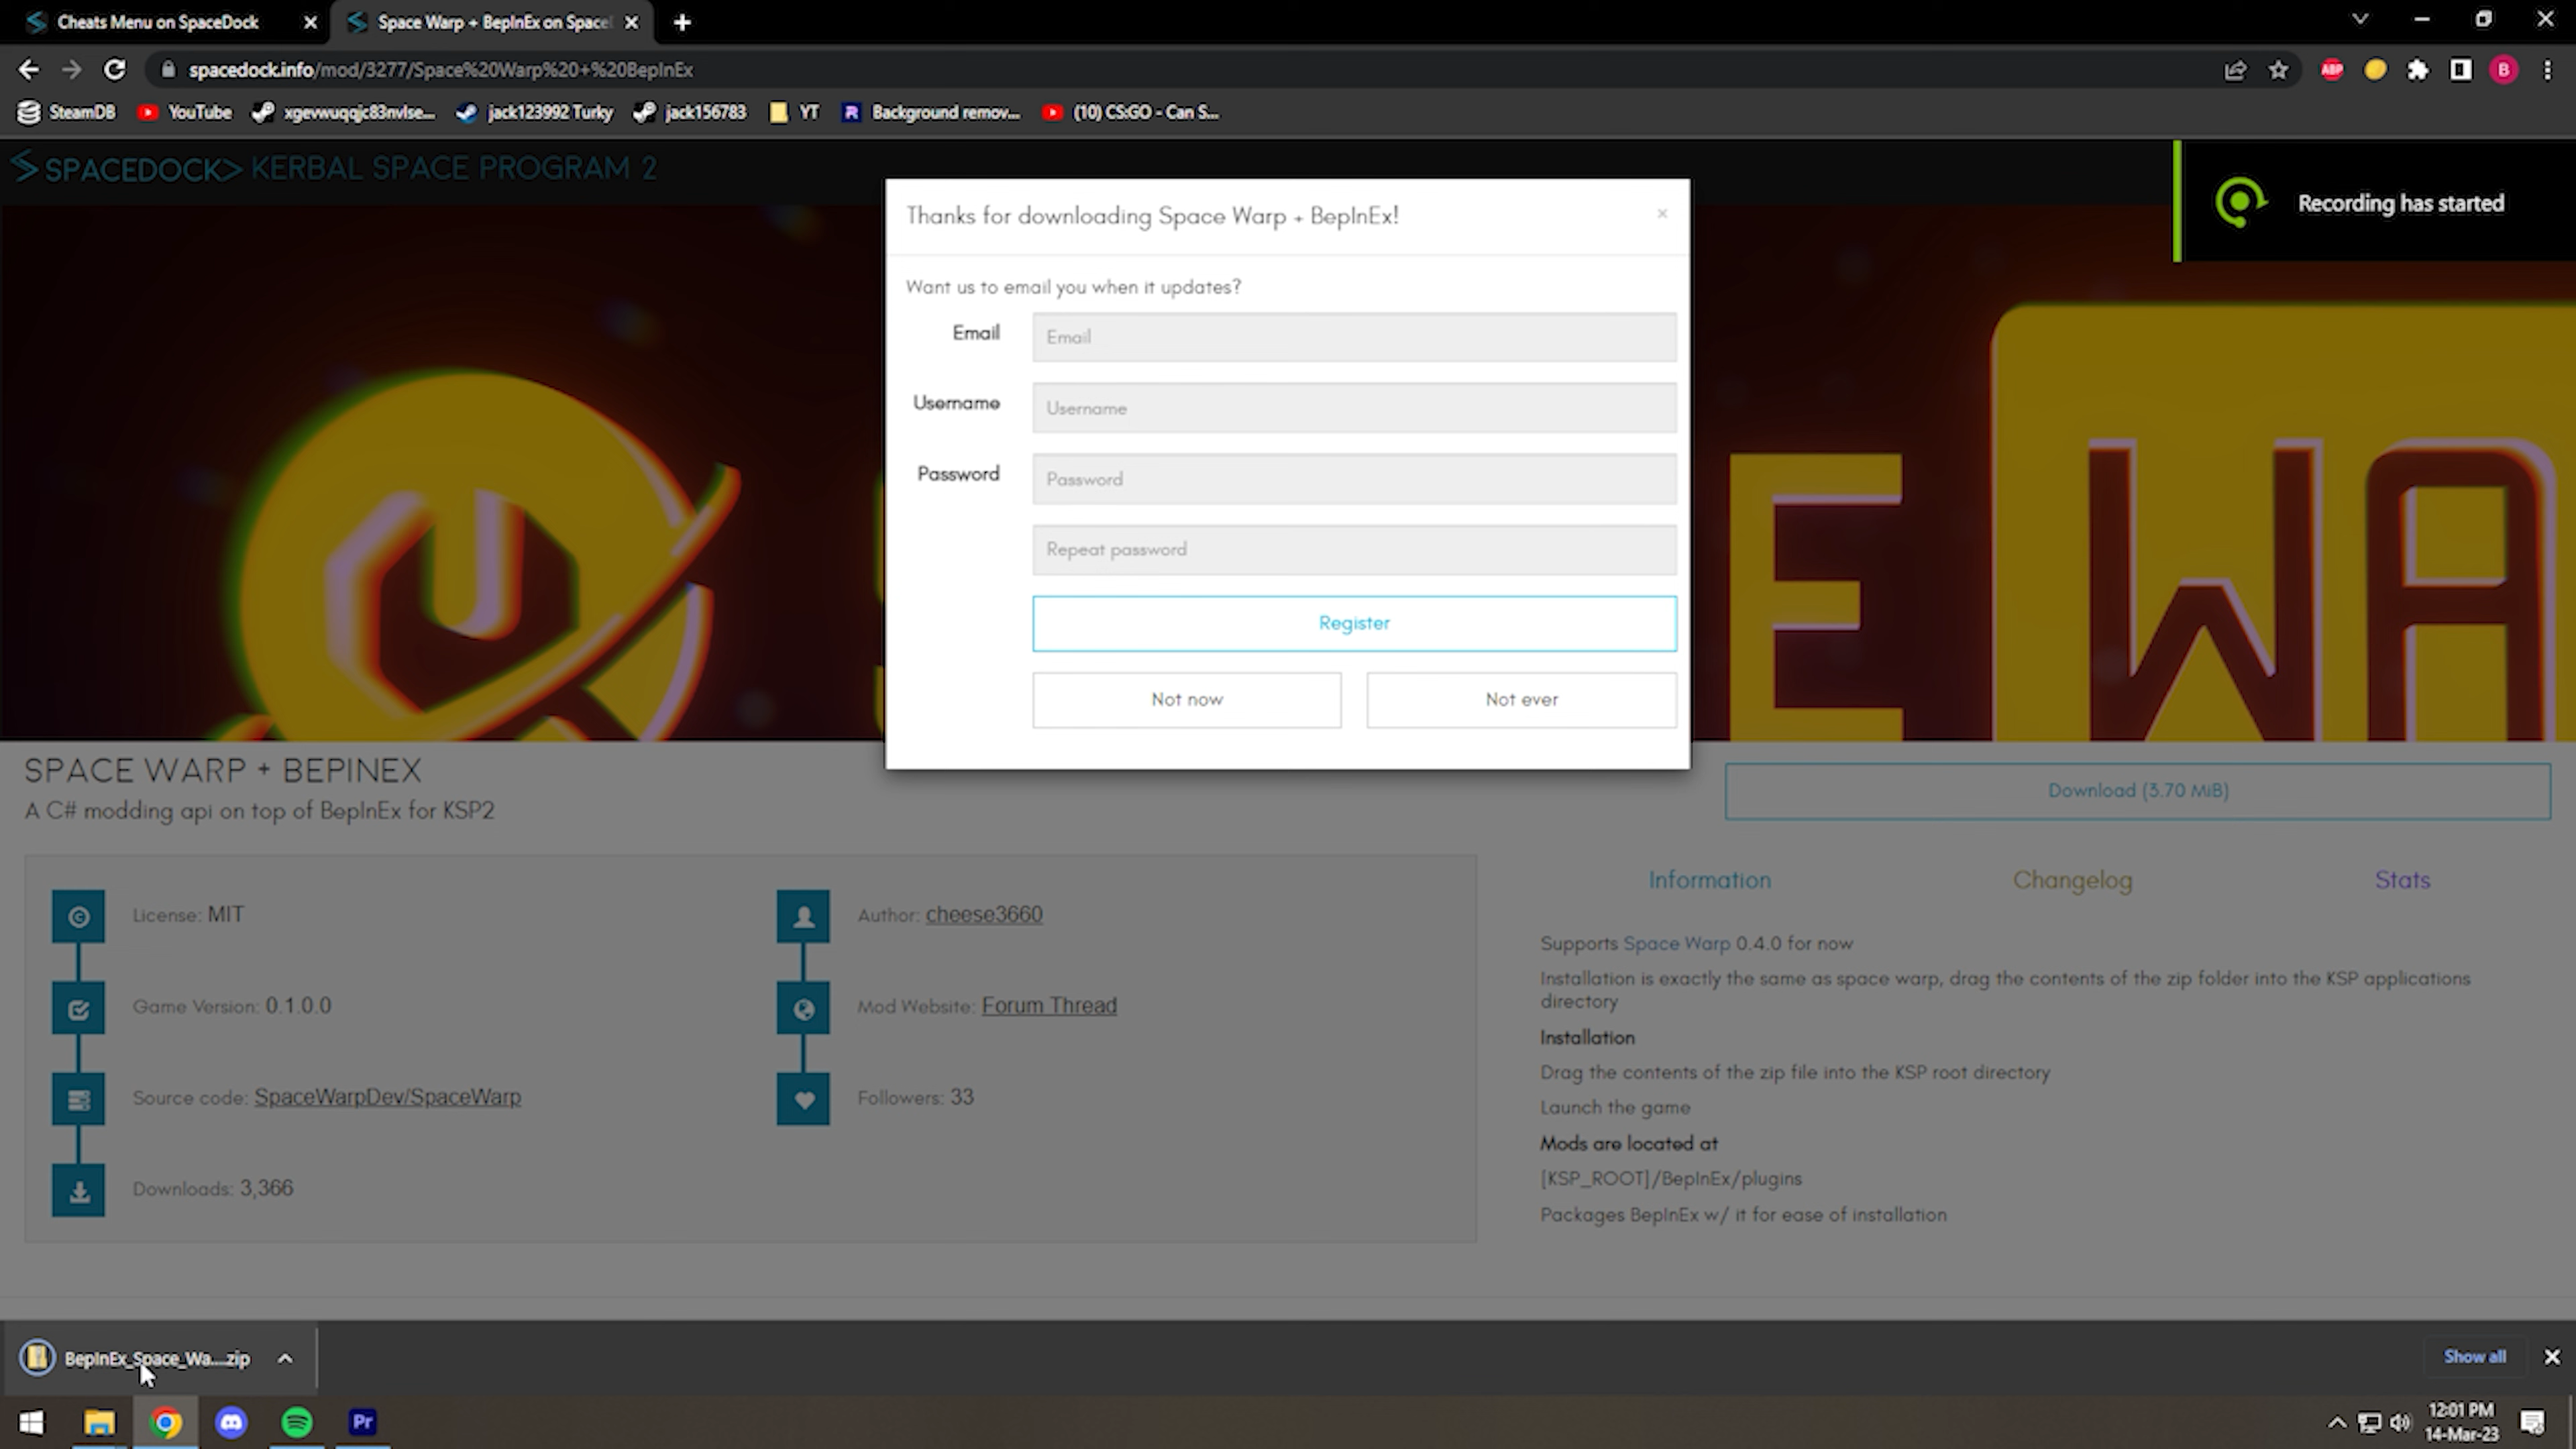 Cheats Menu on SpaceDock
Space Warp + BepInEx on Space
spacedock.info/mod/3277/Space%20Warp%20+%20BepInEx
ABP
B
SteamDB
YouTube
xgevwuqqjc83nvlse...
jack123992 Turky
jack156783
YT
R
Background remov...
(10) CS:GO - Can S...
SPACEDOCK> KERBAL SPACE PROGRAM 2
Recording has started
Thanks for downloading Space Warp + BepInEx!
×
Want us to email you when it updates?
Email
Email
Username
Username
Password
Password
Repeat password
Register
Not now
Not ever
E WA
SPACE WARP + BEPINEX
A C# modding api on top of BepInEx for KSP2
Download (3.70 MiB)
License: MIT
Author: cheese3660
Game Version: 0.1.0.0
Mod Website: Forum Thread
Source code: SpaceWarpDev/SpaceWarp
Followers: 33
Downloads: 3,366
Information
Changelog
Stats
Supports Space Warp 0.4.0 for now
Installation is exactly the same as space warp, drag the contents of the zip folder into the KSP applications
directory
Installation
Drag the contents of the zip file into the KSP root directory
Launch the game
Mods are located at
[KSP_ROOT]/BepInEx/plugins
Packages BepInEx w/ it for ease of installation
BepInEx_Space_Wa....zip
Show all
Pr
12:01 PM
14-Mar-23